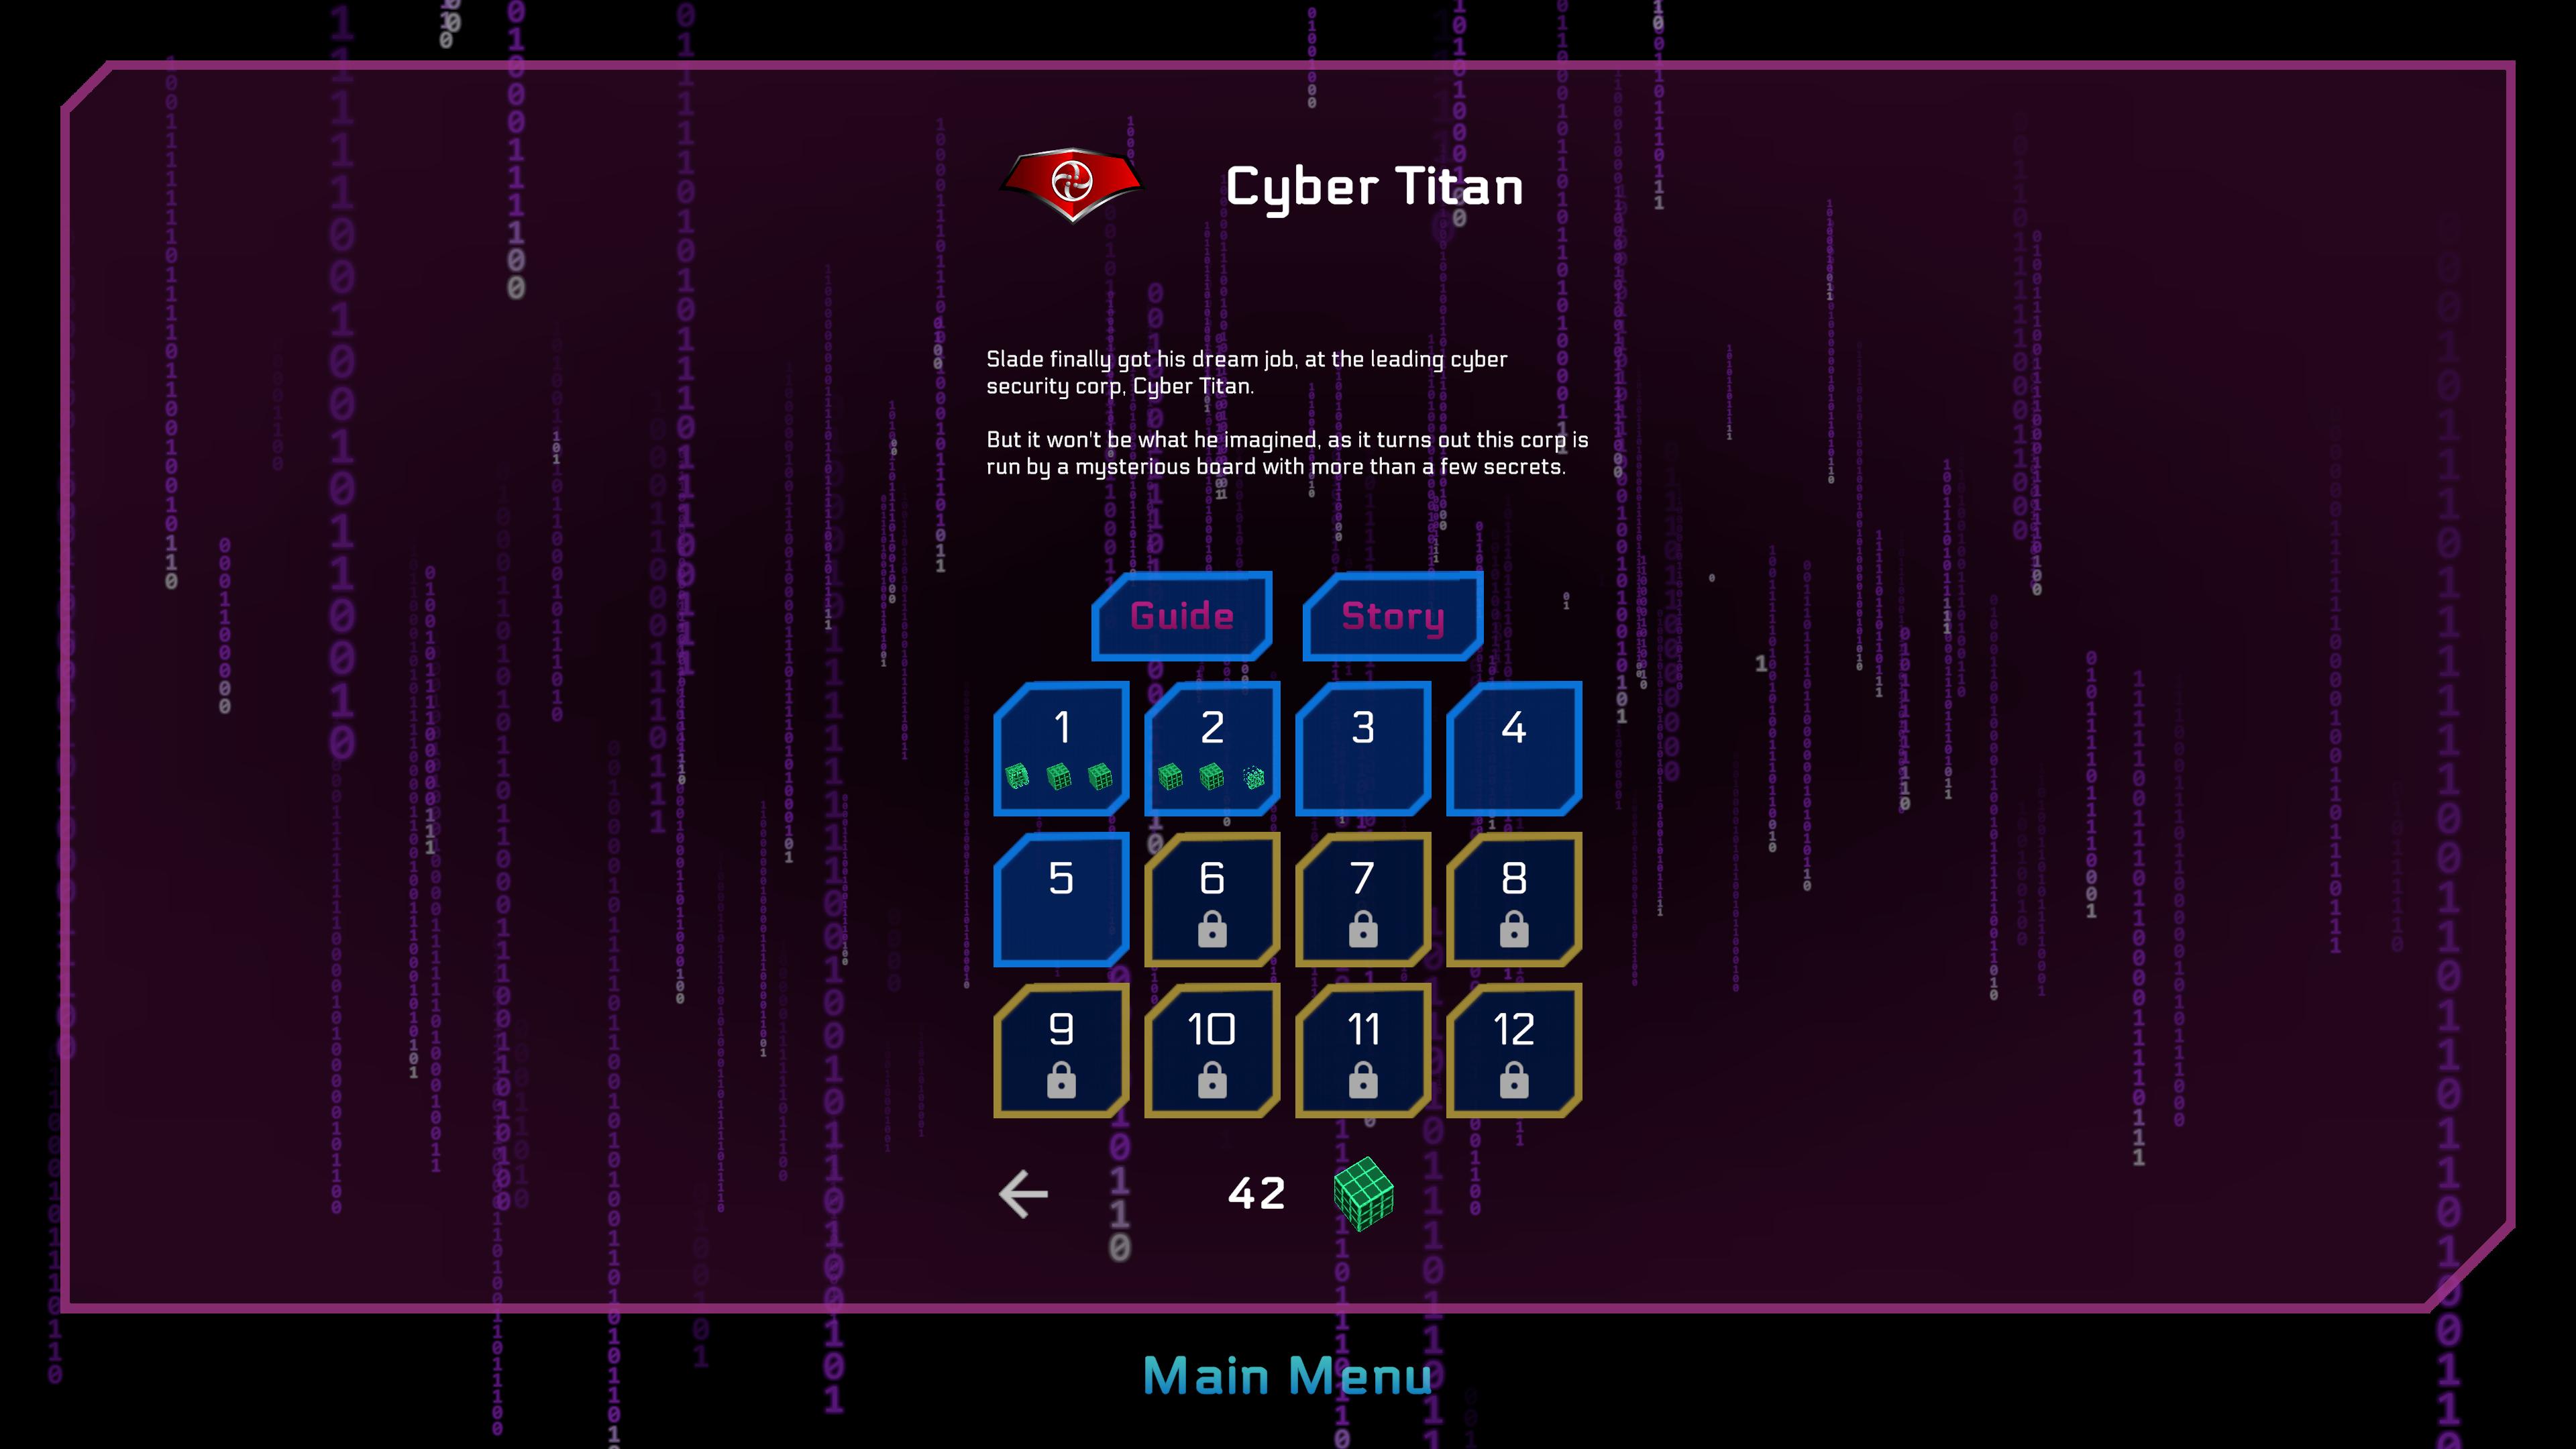 Cyber Titan
Slade finally got his dream job, at the leading cyber
security corp, Cyber Titan.
But it won't be what he imagined, as it turns out this corp is
run by a mysterious board with more than a few secrets.
Guide Story
1 2 3 4
5 6 7 8
9 10 11 12
42
Main Menu